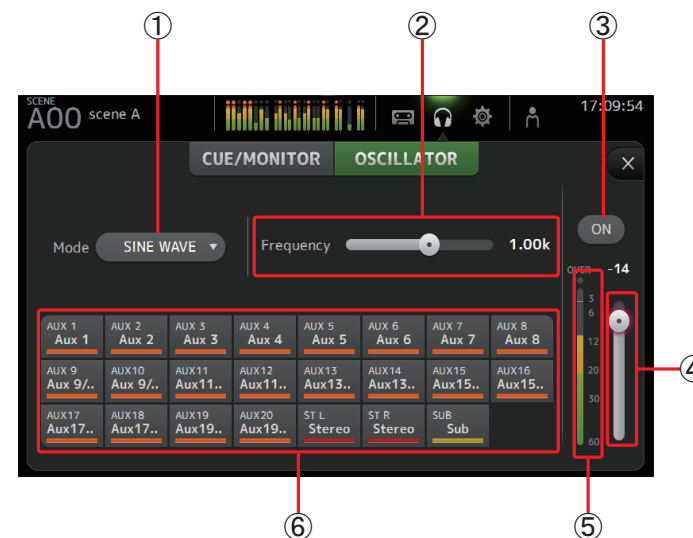 ① ② ③
SCENE
A00 scene A 17:09:54
CUE/MONITOR OSCILLATOR ×
Mode SINE WAVE ▼ Frequency 1.00k ON
OVER -14
3
6
12
20
30
60
AUX 1 AUX 2 AUX 3 AUX 4 AUX 5 AUX 6 AUX 7 AUX 8
Aux 1 Aux 2 Aux 3 Aux 4 Aux 5 Aux 6 Aux 7 Aux 8
AUX 9 AUX10 AUX11 AUX12 AUX13 AUX14 AUX15 AUX16
Aux 9/.. Aux 9/.. Aux11.. Aux11.. Aux13.. Aux13.. Aux15.. Aux15..
AUX17 AUX18 AUX19 AUX20 ST L ST R SUB
Aux17.. Aux17.. Aux19.. Aux19.. Stereo Stereo Sub
④
⑥ ⑤